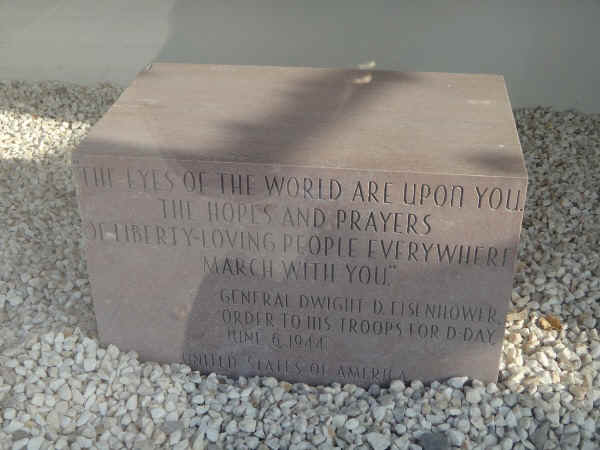 THE EYES OF THE WORLD ARE UPON YOU.
THE HOPES AND PRAYERS
OF LIBERTY-LOVING PEOPLE EVERYWHERE
MARCH WITH YOU."
GENERAL DWIGHT D. EISENHOWER,
ORDER TO HIS TROOPS FOR D-DAY,
JUNE 6, 1944
UNITED STATES OF AMERICA